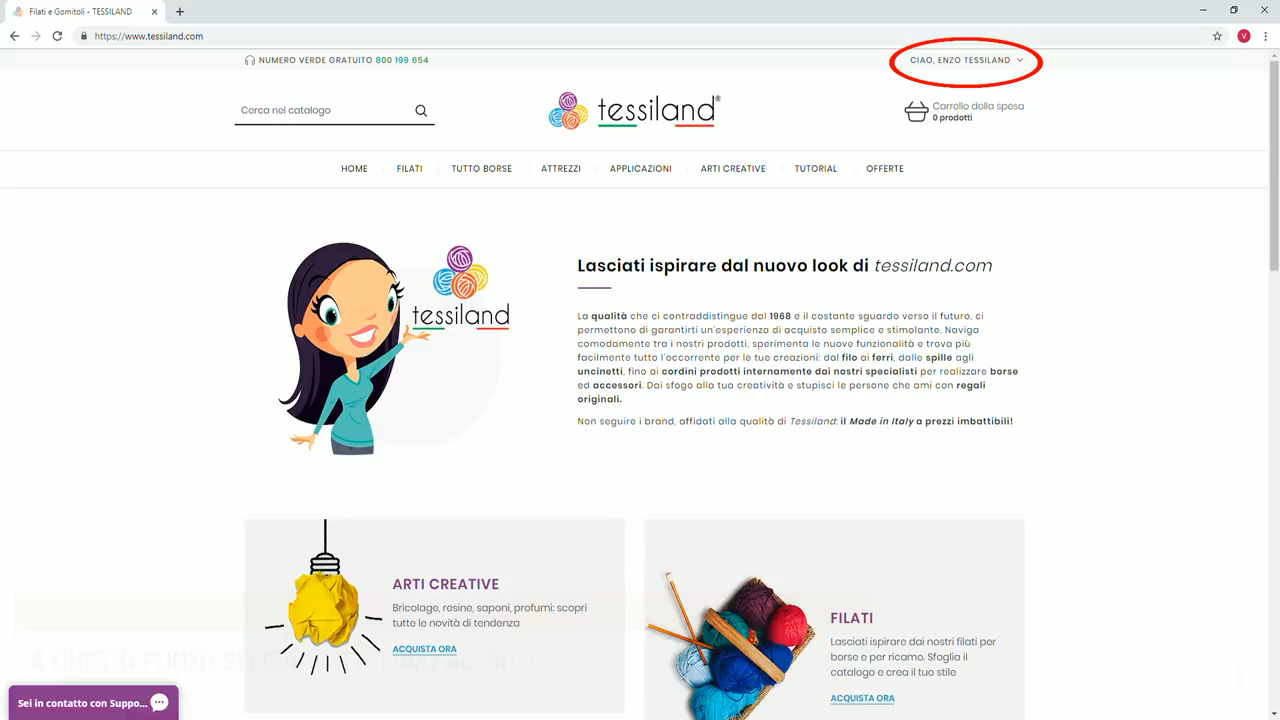 Filati e Gomitoli - TESSILAND
https://www.tessiland.com
V
NUMERO VERDE GRATUITO 800 199 654
CIAO, ENZO TESSILAND
Cerca nel catalogo
tessiland®
Carrello della spesa
0 prodotti
HOME
FILATI
TUTTO BORSE
ATTREZZI
APPLICAZIONI
ARTI CREATIVE
TUTORIAL
OFFERTE
tessiland
Lasciati ispirare dal nuovo look di tessiland.com
La qualità che ci contraddistingue dal 1968 e il costante sguardo verso il futuro, ci
permettono di garantirti un'esperienza di acquisto semplice e stimolante. Naviga
comodamente tra i nostri prodotti, sperimenta le nuove funzionalità e trova più
facilmente tutto l'occorrente per le tue creazioni: dal filo ai ferri, dalle spille agli
uncinetti, fino ai cordini prodotti internamente dai nostri specialisti per realizzare borse
ed accessori. Dai sfogo alla tua creatività e stupisci le persone che ami con regali
originali.
Non seguire i brand, affidati alla qualità di Tessiland: il Made in Italy a prezzi imbattibili!
ARTI CREATIVE
Bricolage, resine, saponi, profumi: scopri
tutte le novità di tendenza
ACQUISTA ORA
FILATI
Lasciati ispirare dai nostri filati per
borse e per ricamo. Sfoglia il
catalogo e crea il tuo stile
ACQUISTA ORA
A QUESTO PUNTO
Sei in contatto con Suppo...